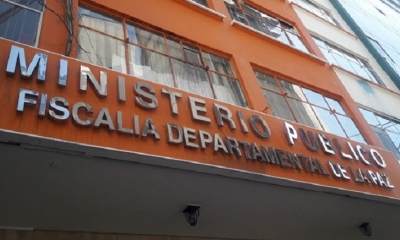 MINISTERIO PUBLICO
FISCALIA DEPARTAMENTAL DE LA PAZ